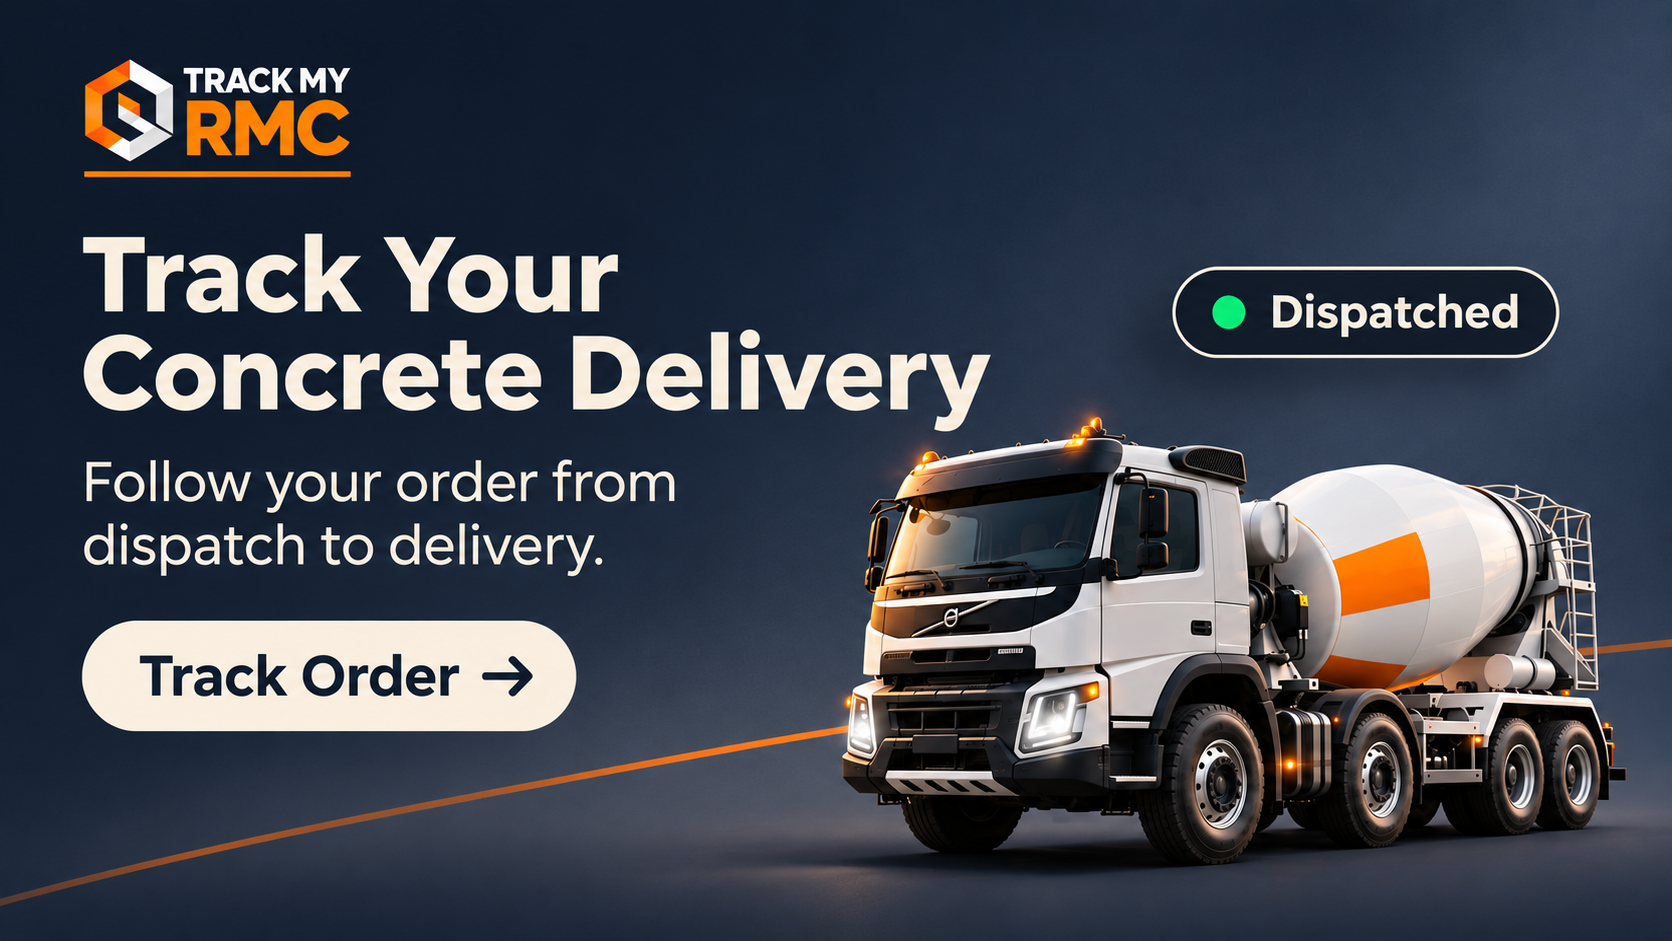 TRACK MY
RMC
Track Your
Concrete Delivery
Follow your order from
dispatch to delivery.
Track Order →
Dispatched